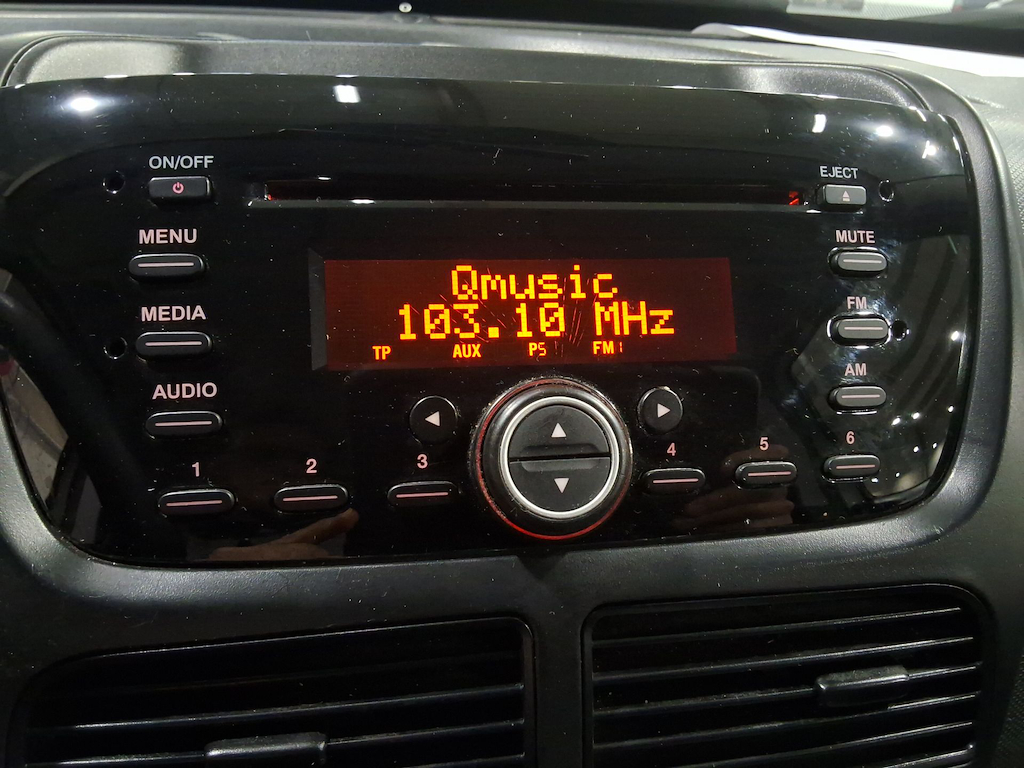 ON/OFF
EJECT
MENU
MUTE
Qmusic
MEDIA
FM
103.10 MHz
TP AUX PS FM1
AUDIO
AM
1 2 3 4 5 6